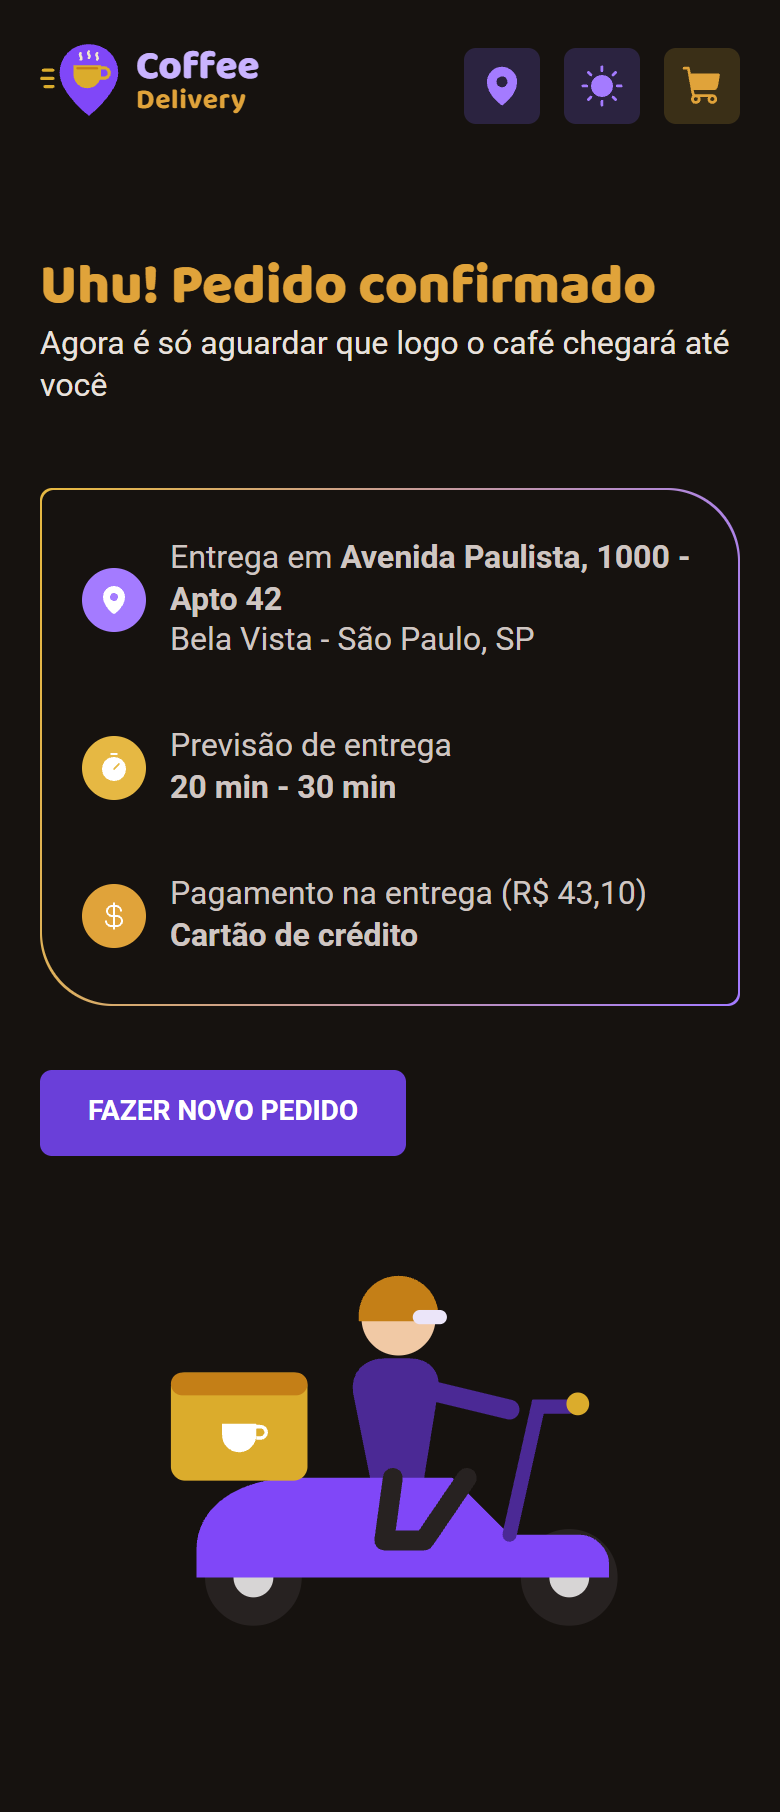 Coffee
Delivery
Uhu! Pedido confirmado
Agora é só aguardar que logo o café chegará até
você
Entrega em Avenida Paulista, 1000 -
Apto 42
Bela Vista - São Paulo, SP
Previsão de entrega
20 min - 30 min
Pagamento na entrega (R$ 43,10)
Cartão de crédito
FAZER NOVO PEDIDO